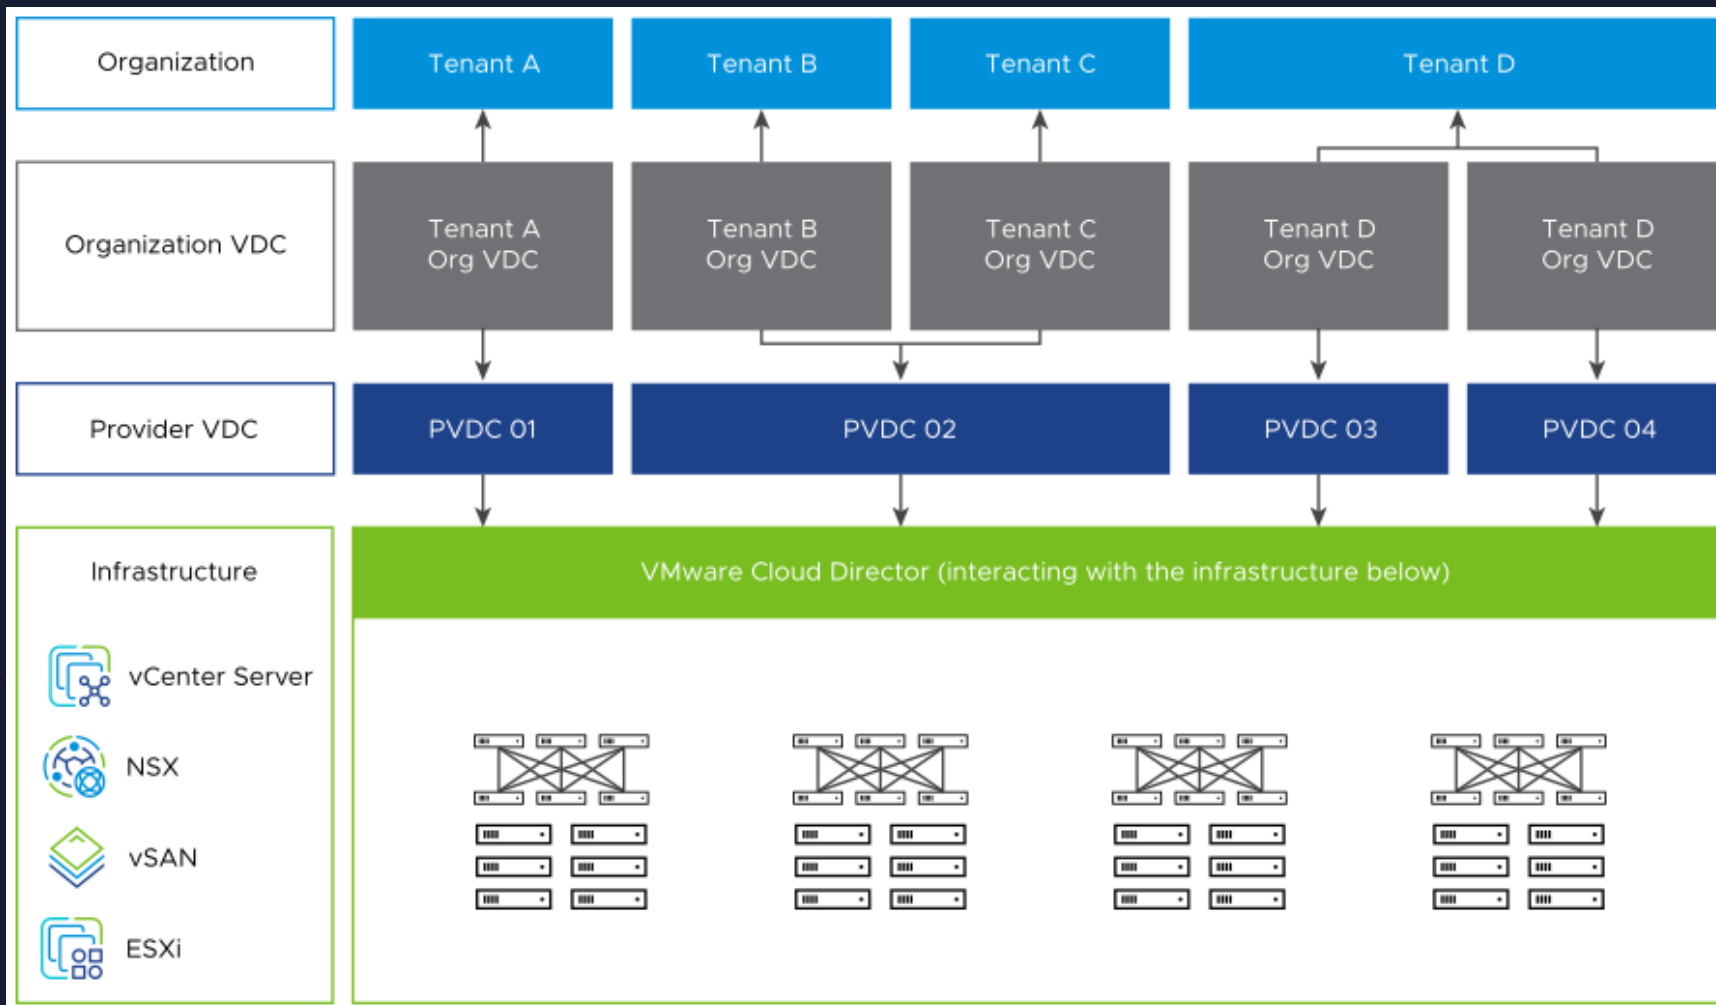 Organization
Tenant A
Tenant B
Tenant C
Tenant D
Organization VDC
Tenant A
Org VDC
Tenant B
Org VDC
Tenant C
Org VDC
Tenant D
Org VDC
Tenant D
Org VDC
Provider VDC
PVDC 01
PVDC 02
PVDC 03
PVDC 04
Infrastructure
vCenter Server
NSX
vSAN
ESXi
VMware Cloud Director (interacting with the infrastructure below)